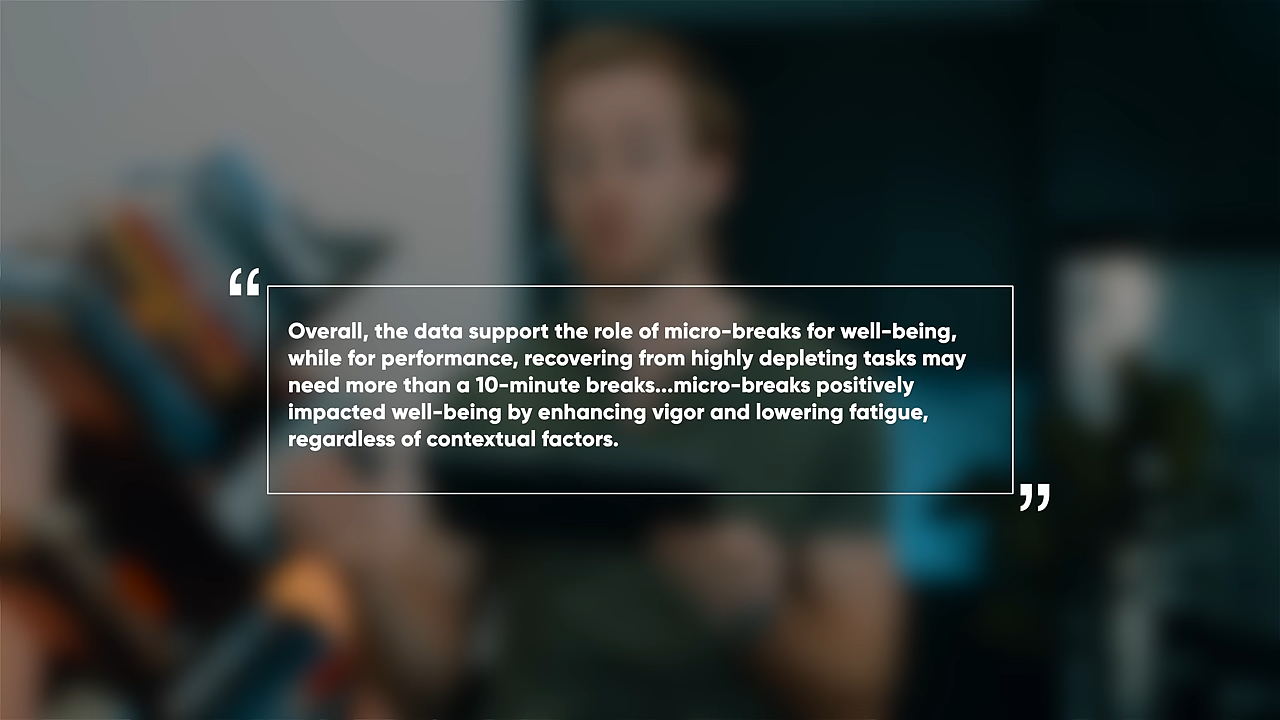 “
Overall, the data support the role of micro-breaks for well-being,
while for performance, recovering from highly depleting tasks may
need more than a 10-minute breaks...micro-breaks positively
impacted well-being by enhancing vigor and lowering fatigue,
regardless of contextual factors.
”